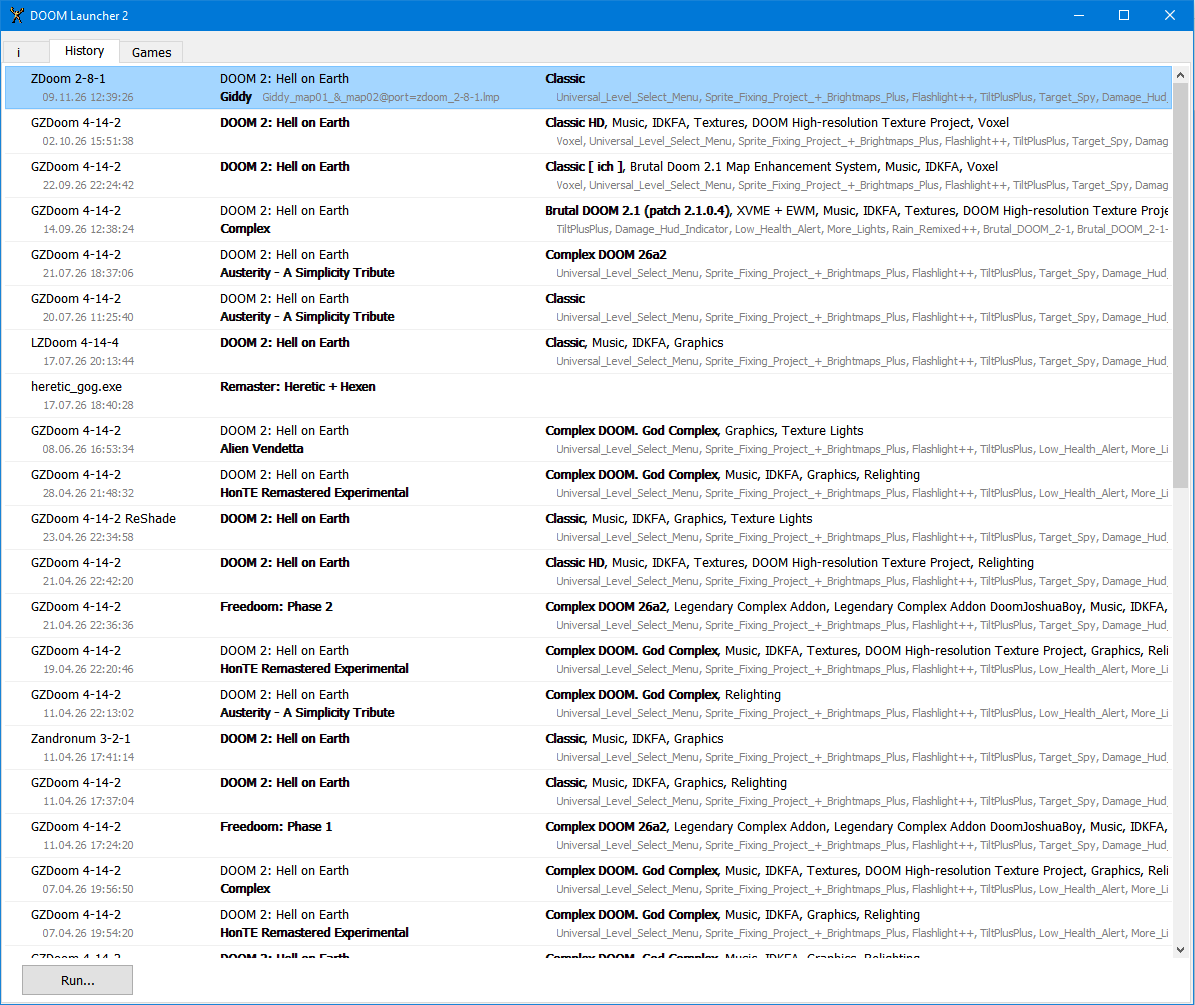 DOOM Launcher 2
i History Games
ZDoom 2-8-1 DOOM 2: Hell on Earth Classic
09.11.26 12:39:26 Giddy Giddy_map01_&_map02@port=zdoom_2-8-1.lmp Universal_Level_Select_Menu, Sprite_Fixing_Project_+_Brightmaps_Plus, Flashlight++, TiltPlusPlus, Target_Spy, Damage_Hud_
GZDoom 4-14-2 DOOM 2: Hell on Earth Classic HD, Music, IDKFA, Textures, DOOM High-resolution Texture Project, Voxel
02.10.26 15:51:38 Voxel, Universal_Level_Select_Menu, Sprite_Fixing_Project_+_Brightmaps_Plus, Flashlight++, TiltPlusPlus, Target_Spy, Damag
GZDoom 4-14-2 DOOM 2: Hell on Earth Classic [ ich ], Brutal Doom 2.1 Map Enhancement System, Music, IDKFA, Voxel
22.09.26 22:24:42 Voxel, Universal_Level_Select_Menu, Sprite_Fixing_Project_+_Brightmaps_Plus, Flashlight++, TiltPlusPlus, Target_Spy, Damag
GZDoom 4-14-2 DOOM 2: Hell on Earth Brutal DOOM 2.1 (patch 2.1.0.4), XVME + EWM, Music, IDKFA, Textures, DOOM High-resolution Texture Proje
14.09.26 12:38:24 Complex TiltPlusPlus, Damage_Hud_Indicator, Low_Health_Alert, More_Lights, Rain_Remixed++, Brutal_DOOM_2-1, Brutal_DOOM_2-1-
GZDoom 4-14-2 DOOM 2: Hell on Earth Complex DOOM 26a2
21.07.26 18:37:06 Austerity - A Simplicity Tribute Universal_Level_Select_Menu, Sprite_Fixing_Project_+_Brightmaps_Plus, Flashlight++, TiltPlusPlus, Target_Spy, Damage_Hud_
GZDoom 4-14-2 DOOM 2: Hell on Earth Classic
20.07.26 11:25:40 Austerity - A Simplicity Tribute Universal_Level_Select_Menu, Sprite_Fixing_Project_+_Brightmaps_Plus, Flashlight++, TiltPlusPlus, Target_Spy, Damage_Hud_
LZDoom 4-14-4 DOOM 2: Hell on Earth Classic, Music, IDKFA, Graphics
17.07.26 20:13:44 Universal_Level_Select_Menu, Sprite_Fixing_Project_+_Brightmaps_Plus, Flashlight++, TiltPlusPlus, Target_Spy, Damage_Hud_
heretic_gog.exe Remaster: Heretic + Hexen
17.07.26 18:40:28
GZDoom 4-14-2 DOOM 2: Hell on Earth Complex DOOM. God Complex, Graphics, Texture Lights
08.06.26 16:53:34 Alien Vendetta Universal_Level_Select_Menu, Sprite_Fixing_Project_+_Brightmaps_Plus, Flashlight++, TiltPlusPlus, Low_Health_Alert, More_Li
GZDoom 4-14-2 DOOM 2: Hell on Earth Complex DOOM. God Complex, Music, IDKFA, Graphics, Relighting
28.04.26 21:48:32 HonTE Remastered Experimental Universal_Level_Select_Menu, Sprite_Fixing_Project_+_Brightmaps_Plus, Flashlight++, TiltPlusPlus, Low_Health_Alert, More_Li
GZDoom 4-14-2 ReShade DOOM 2: Hell on Earth Classic, Music, IDKFA, Graphics, Texture Lights
23.04.26 22:34:58 Universal_Level_Select_Menu, Sprite_Fixing_Project_+_Brightmaps_Plus, Flashlight++, TiltPlusPlus, Target_Spy, Damage_Hud_
GZDoom 4-14-2 DOOM 2: Hell on Earth Classic HD, Music, IDKFA, Textures, DOOM High-resolution Texture Project, Relighting
21.04.26 22:42:20 Universal_Level_Select_Menu, Sprite_Fixing_Project_+_Brightmaps_Plus, Flashlight++, TiltPlusPlus, Target_Spy, Damage_Hud_
GZDoom 4-14-2 Freedoom: Phase 2 Complex DOOM 26a2, Legendary Complex Addon, Legendary Complex Addon DoomJoshuaBoy, Music, IDKFA,
21.04.26 22:36:36 Universal_Level_Select_Menu, Sprite_Fixing_Project_+_Brightmaps_Plus, Flashlight++, TiltPlusPlus, Target_Spy, Damage_Hud_
GZDoom 4-14-2 DOOM 2: Hell on Earth Complex DOOM. God Complex, Music, IDKFA, Textures, DOOM High-resolution Texture Project, Graphics, Reli
19.04.26 22:20:46 HonTE Remastered Experimental Universal_Level_Select_Menu, Sprite_Fixing_Project_+_Brightmaps_Plus, Flashlight++, TiltPlusPlus, Low_Health_Alert, More_Li
GZDoom 4-14-2 DOOM 2: Hell on Earth Complex DOOM. God Complex, Relighting
11.04.26 22:13:02 Austerity - A Simplicity Tribute Universal_Level_Select_Menu, Sprite_Fixing_Project_+_Brightmaps_Plus, Flashlight++, TiltPlusPlus, Low_Health_Alert, More_Li
Zandronum 3-2-1 DOOM 2: Hell on Earth Classic, Music, IDKFA, Graphics
11.04.26 17:41:14 Universal_Level_Select_Menu, Sprite_Fixing_Project_+_Brightmaps_Plus, Flashlight++, TiltPlusPlus, Target_Spy, Damage_Hud_
GZDoom 4-14-2 DOOM 2: Hell on Earth Classic, Music, IDKFA, Graphics, Relighting
11.04.26 17:37:04 Universal_Level_Select_Menu, Sprite_Fixing_Project_+_Brightmaps_Plus, Flashlight++, TiltPlusPlus, Target_Spy, Damage_Hud_
GZDoom 4-14-2 Freedoom: Phase 1 Complex DOOM 26a2, Legendary Complex Addon, Legendary Complex Addon DoomJoshuaBoy, Music, IDKFA,
11.04.26 17:24:20 Universal_Level_Select_Menu, Sprite_Fixing_Project_+_Brightmaps_Plus, Flashlight++, TiltPlusPlus, Target_Spy, Damage_Hud_
GZDoom 4-14-2 DOOM 2: Hell on Earth Complex DOOM. God Complex, Music, IDKFA, Textures, DOOM High-resolution Texture Project, Graphics, Reli
07.04.26 19:56:50 Complex Universal_Level_Select_Menu, Sprite_Fixing_Project_+_Brightmaps_Plus, Flashlight++, TiltPlusPlus, Low_Health_Alert, More_Li
GZDoom 4-14-2 DOOM 2: Hell on Earth Complex DOOM. God Complex, Music, IDKFA, Graphics, Relighting
07.04.26 19:54:20 HonTE Remastered Experimental Universal_Level_Select_Menu, Sprite_Fixing_Project_+_Brightmaps_Plus, Flashlight++, TiltPlusPlus, Low_Health_Alert, More_Li
GZDoom 4-14-2 DOOM 2: Hell on Earth Complex DOOM. God Complex, Music, IDKFA, Graphics, Relighting
Run...